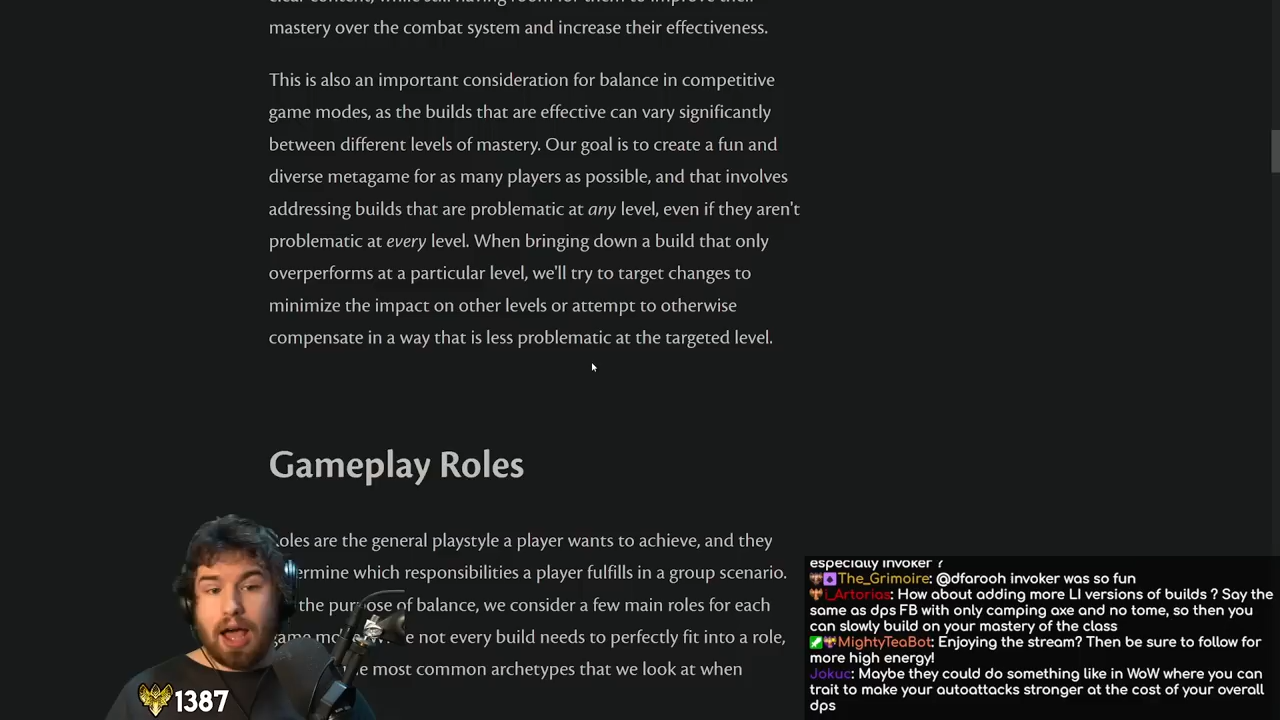 mastery over the combat system and increase their effectiveness.
This is also an important consideration for balance in competitive
game modes, as the builds that are effective can vary significantly
between different levels of mastery. Our goal is to create a fun and
diverse metagame for as many players as possible, and that involves
addressing builds that are problematic at any level, even if they aren't
problematic at every level. When bringing down a build that only
overperforms at a particular level, we'll try to target changes to
minimize the impact on other levels or attempt to otherwise
compensate in a way that is less problematic at the targeted level.
Gameplay Roles
oles are the general playstyle a player wants to achieve, and they
ermine which responsibilities a player fulfills in a group scenario.
the purpose of balance, we consider a few main roles for each
game not every build needs to perfectly fit into a role,
most common archetypes that we look at when
1387
especially invoker ?
The_Grimoire: @dfarooh invoker was so fun
i_Artorios: How about adding more LI versions of builds ? Say the
same as dps FB with only camping axe and no tome, so then you
can slowly build on your mastery of the class
MightyTeaBot: Enjoying the stream? Then be sure to follow for
more high energy!
Jokuc: Maybe they could do something like in WoW where you can
trait to make your autoattacks stronger at the cost of your overall
dps